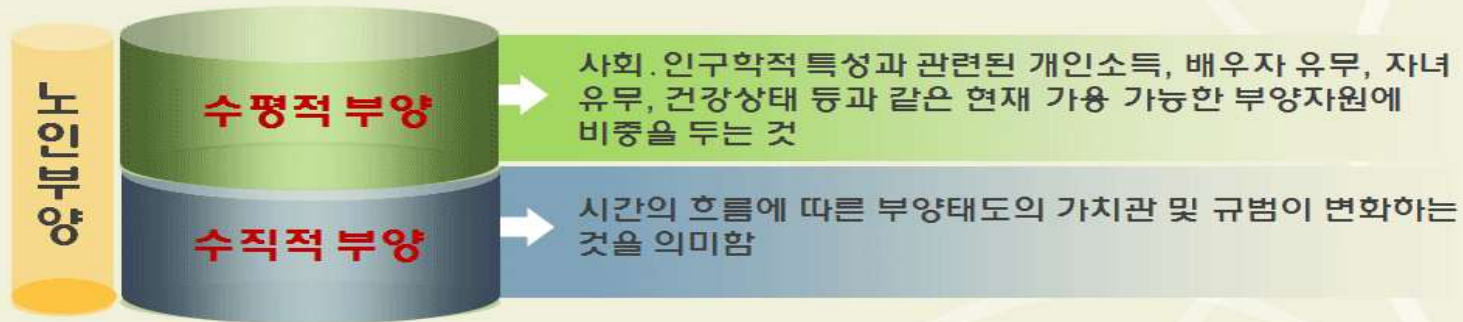 노인부양
수평적 부양
사회.인구학적 특성과 관련된 개인소득, 배우자 유무, 자녀
유무, 건강상태 등과 같은 현재 가용 가능한 부양자원에
비중을 두는 것
수직적 부양
시간의 흐름에 따른 부양태도의 가치관 및 규범이 변화하는
것을 의미함